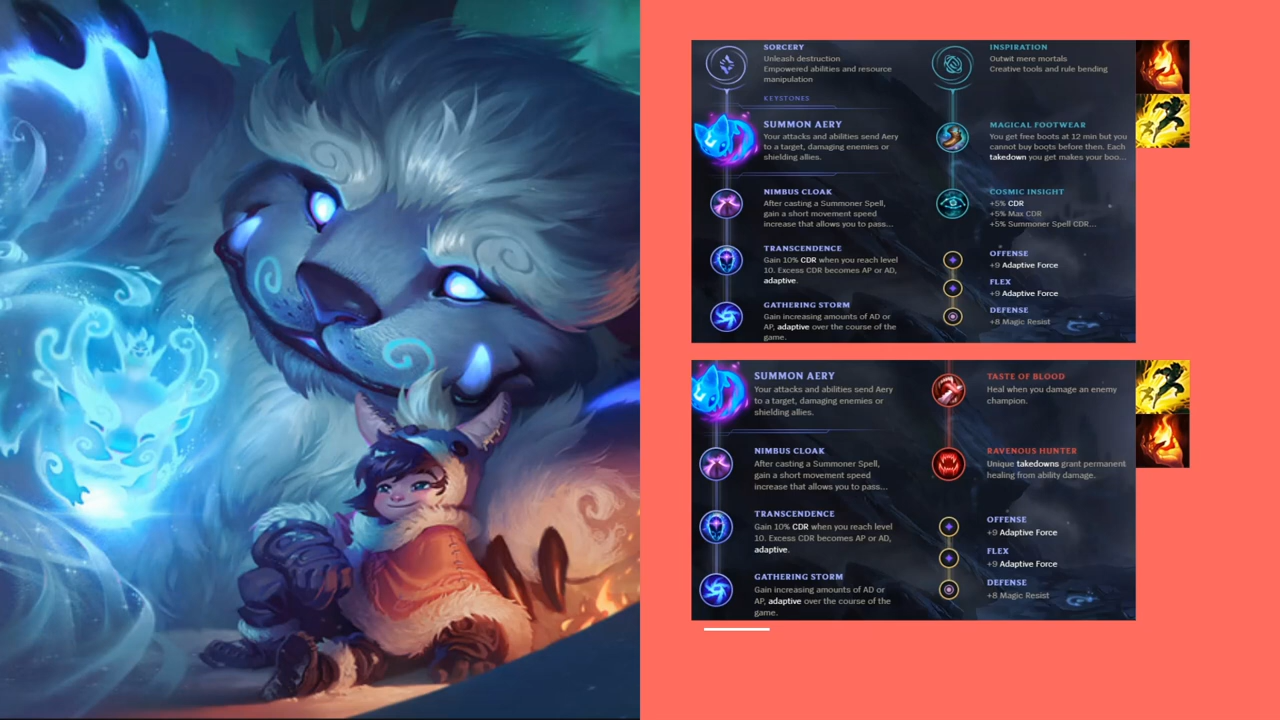 SORCERY
Unleash destruction
Empowered abilities and resource
manipulation
KEYSTONES
SUMMON AERY
Your attacks and abilities send Aery
to a target, damaging enemies or
shielding allies.
NIMBUS CLOAK
After casting a Summoner Spell,
gain a short movement speed
increase that allows you to pass...
TRANSCENDENCE
Gain 10% CDR when you reach level
10. Excess CDR becomes AP or AD,
adaptive.
GATHERING STORM
Gain increasing amounts of AD or
AP, adaptive over the course of the
game.
INSPIRATION
Outwit mere mortals
Creative tools and rule bending
MAGICAL FOOTWEAR
You get free boots at 12 min but you
cannot buy boots before then. Each
takedown you get makes your boo...
COSMIC INSIGHT
+5% CDR
+5% Max CDR
+5% Summoner Spell CDR...
OFFENSE
+9 Adaptive Force
FLEX
+9 Adaptive Force
DEFENSE
+8 Magic Resist
SUMMON AERY
Your attacks and abilities send Aery
to a target, damaging enemies or
shielding allies.
NIMBUS CLOAK
After casting a Summoner Spell,
gain a short movement speed
increase that allows you to pass...
TRANSCENDENCE
Gain 10% CDR when you reach level
10. Excess CDR becomes AP or AD,
adaptive.
GATHERING STORM
Gain increasing amounts of AD or
AP, adaptive over the course of the
game.
TASTE OF BLOOD
Heal when you damage an enemy
champion.
RAVENOUS HUNTER
Unique takedowns grant permanent
healing from ability damage.
OFFENSE
+9 Adaptive Force
FLEX
+9 Adaptive Force
DEFENSE
+8 Magic Resist